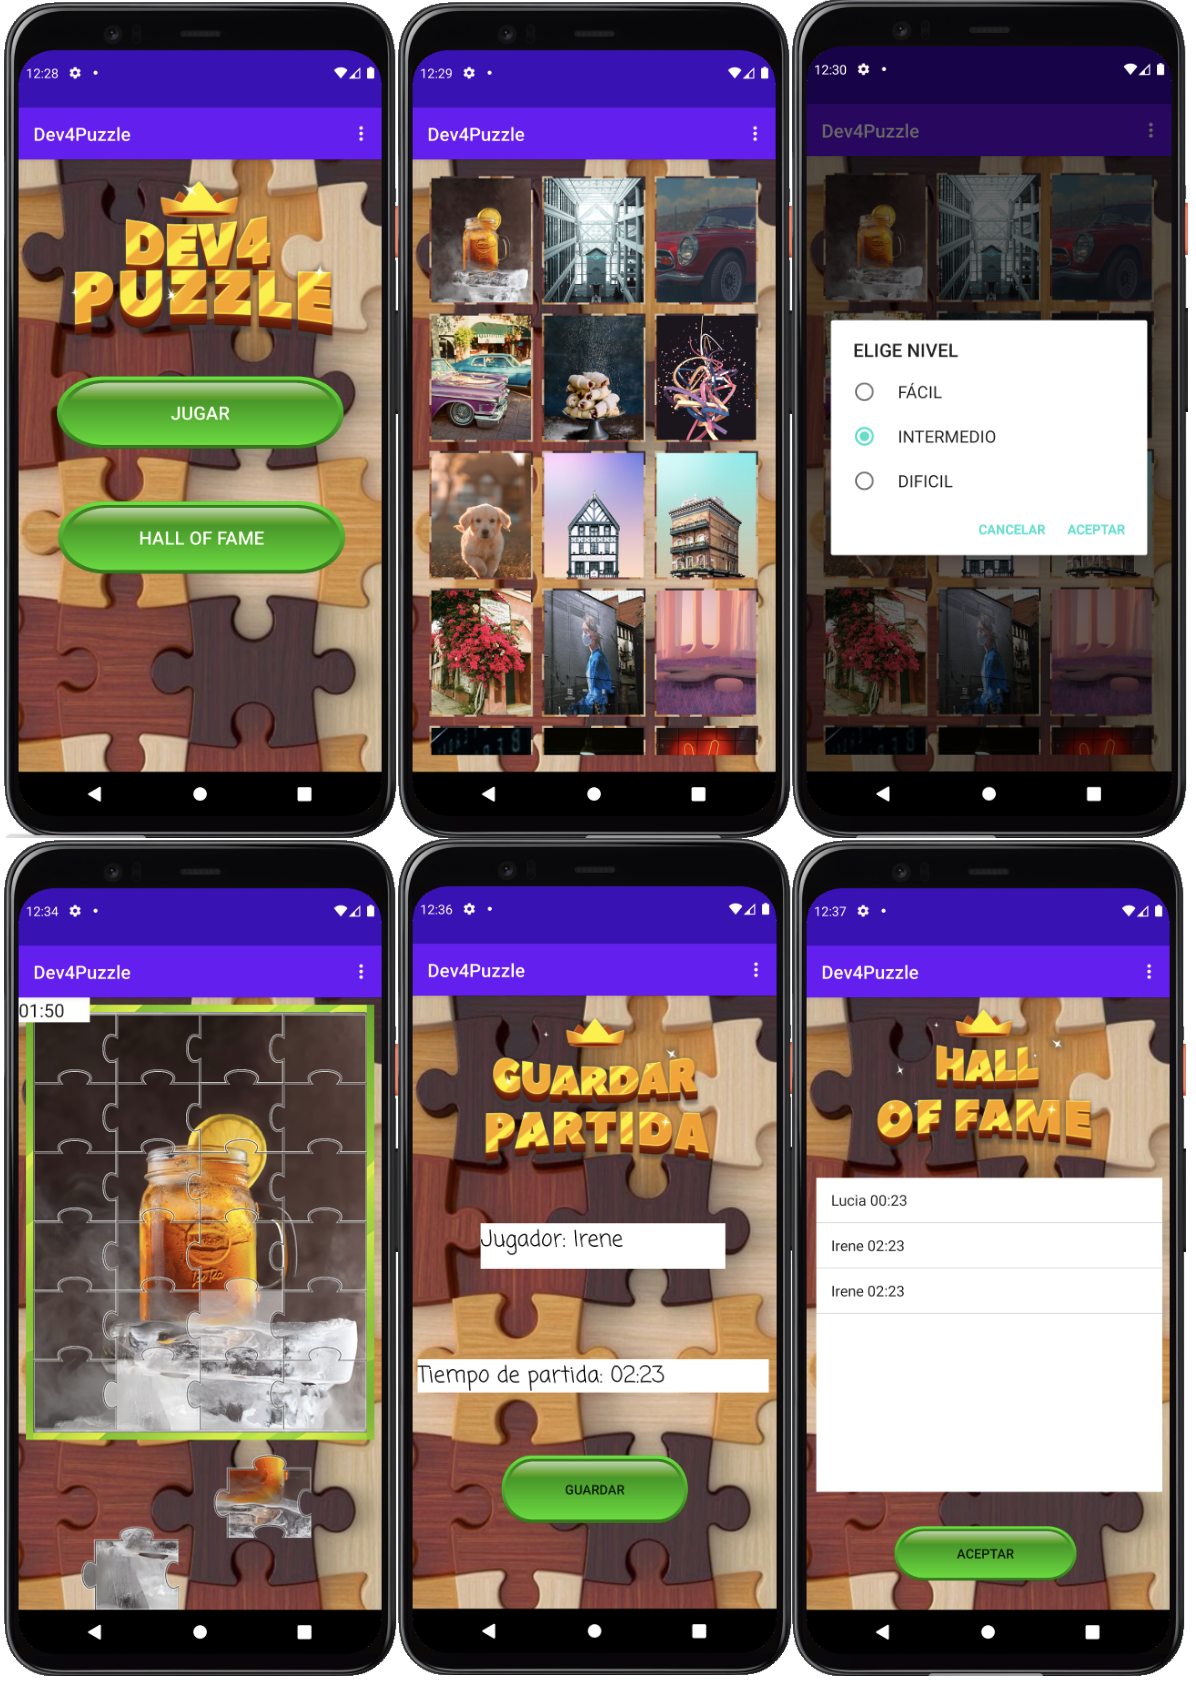 12:28
Dev4Puzzle
DEV4
PUZZLE
JUGAR
HALL OF FAME
12:29
Dev4Puzzle
12:30
Dev4Puzzle
ELIGE NIVEL
FÁCIL
INTERMEDIO
DIFICIL
CANCELAR ACEPTAR
12:34
Dev4Puzzle
01:50
12:36
Dev4Puzzle
GUARDAR
PARTIDA
Jugador: Irene
Tiempo de partida: 02:23
GUARDAR
12:37
Dev4Puzzle
HALL
OF FAME
Lucia 00:23
Irene 02:23
Irene 02:23
ACEPTAR